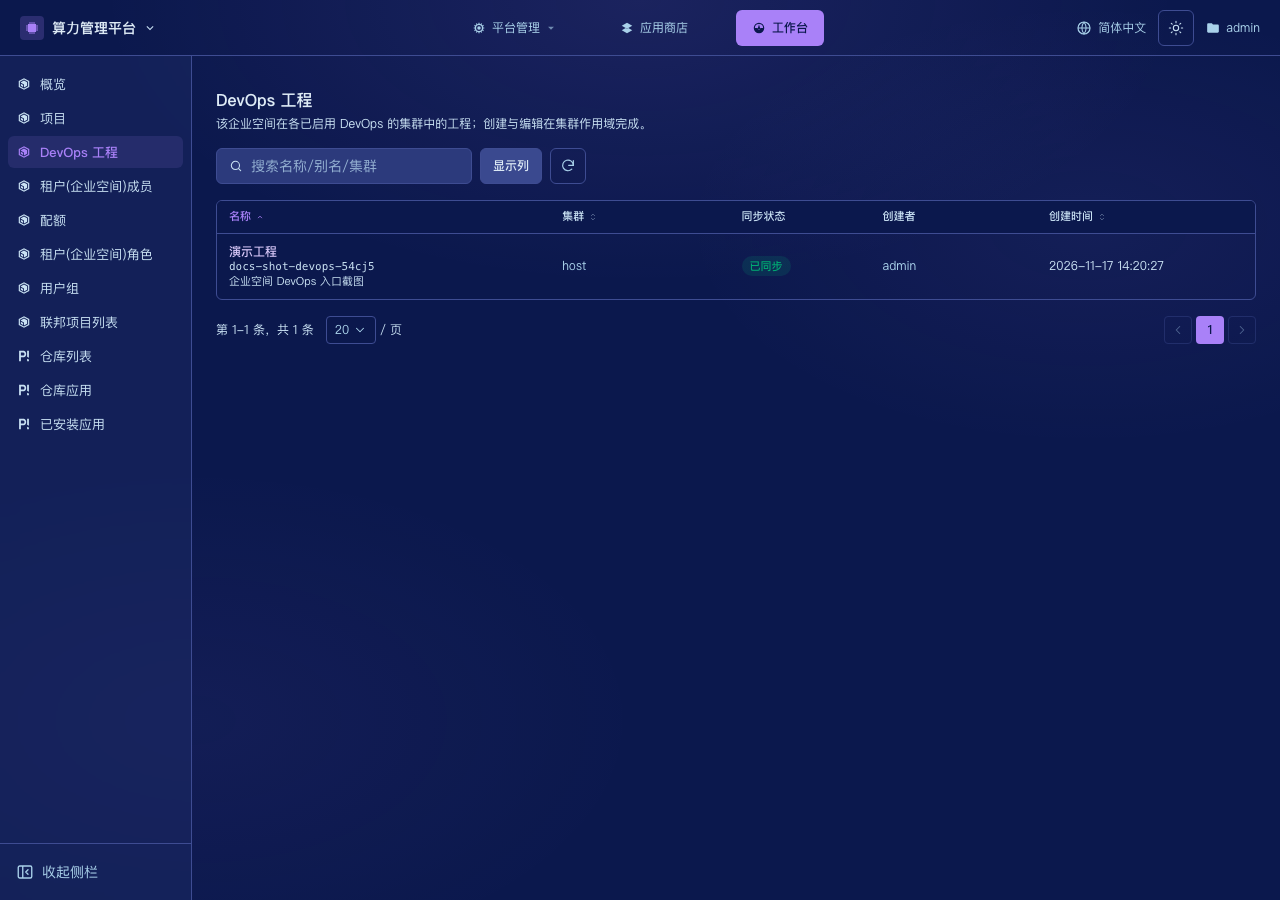 算力管理平台
平台管理
应用商店
工作台
简体中文
admin
概览
项目
DevOps 工程
租户(企业空间)成员
配额
租户(企业空间)角色
用户组
联邦项目列表
P! 仓库列表
P! 仓库应用
P! 已安装应用
收起侧栏
DevOps 工程
该企业空间在各已启用 DevOps 的集群中的工程；创建与编辑在集群作用域完成。
搜索名称/别名/集群
显示列
名称 集群 同步状态 创建者 创建时间
演示工程
docs-shot-devops-54cj5
企业空间 DevOps 入口截图
host
已同步
admin
2026-11-17 14:20:27
第 1-1 条，共 1 条
20
/ 页
1